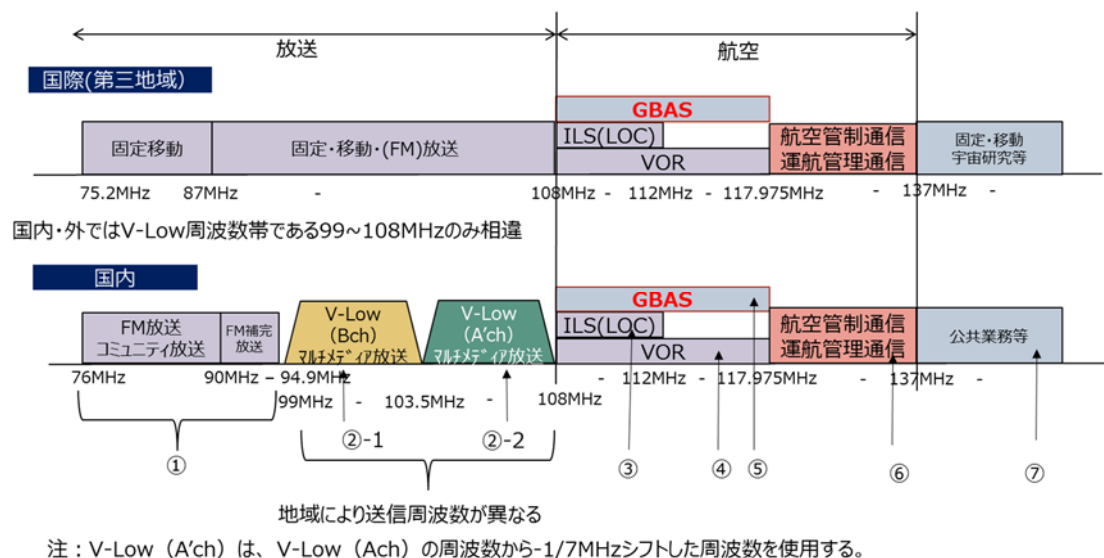 放送
航空
国際(第三地域)
GBAS
固定移動
固定・移動・(FM)放送
ILS(LOC)
VOR
航空管制通信
運航管理通信
固定・移動
宇宙研究等
75.2MHz 87MHz - 108MHz - 112MHz - 117.975MHz - 137MHz -
国内・外ではV-Low周波数帯である99~108MHzのみ相違
国内
FM放送
コミュニティ放送
FM補完
放送
V-Low
(Bch)
マルチメディア放送
V-Low
(A'ch)
マルチメディア放送
GBAS
ILS(LOC)
VOR
航空管制通信
運航管理通信
公共業務等
76MHz 90MHz - 94.9MHz - 112MHz - 117.975MHz - 137MHz -
99MHz - 103.5MHz - 108MHz
① ②-1 ②-2 ③ ④ ⑤ ⑥ ⑦
地域により送信周波数が異なる
注：V-Low（A'ch）は、V-Low（Ach）の周波数から-1/7MHzシフトした周波数を使用する。